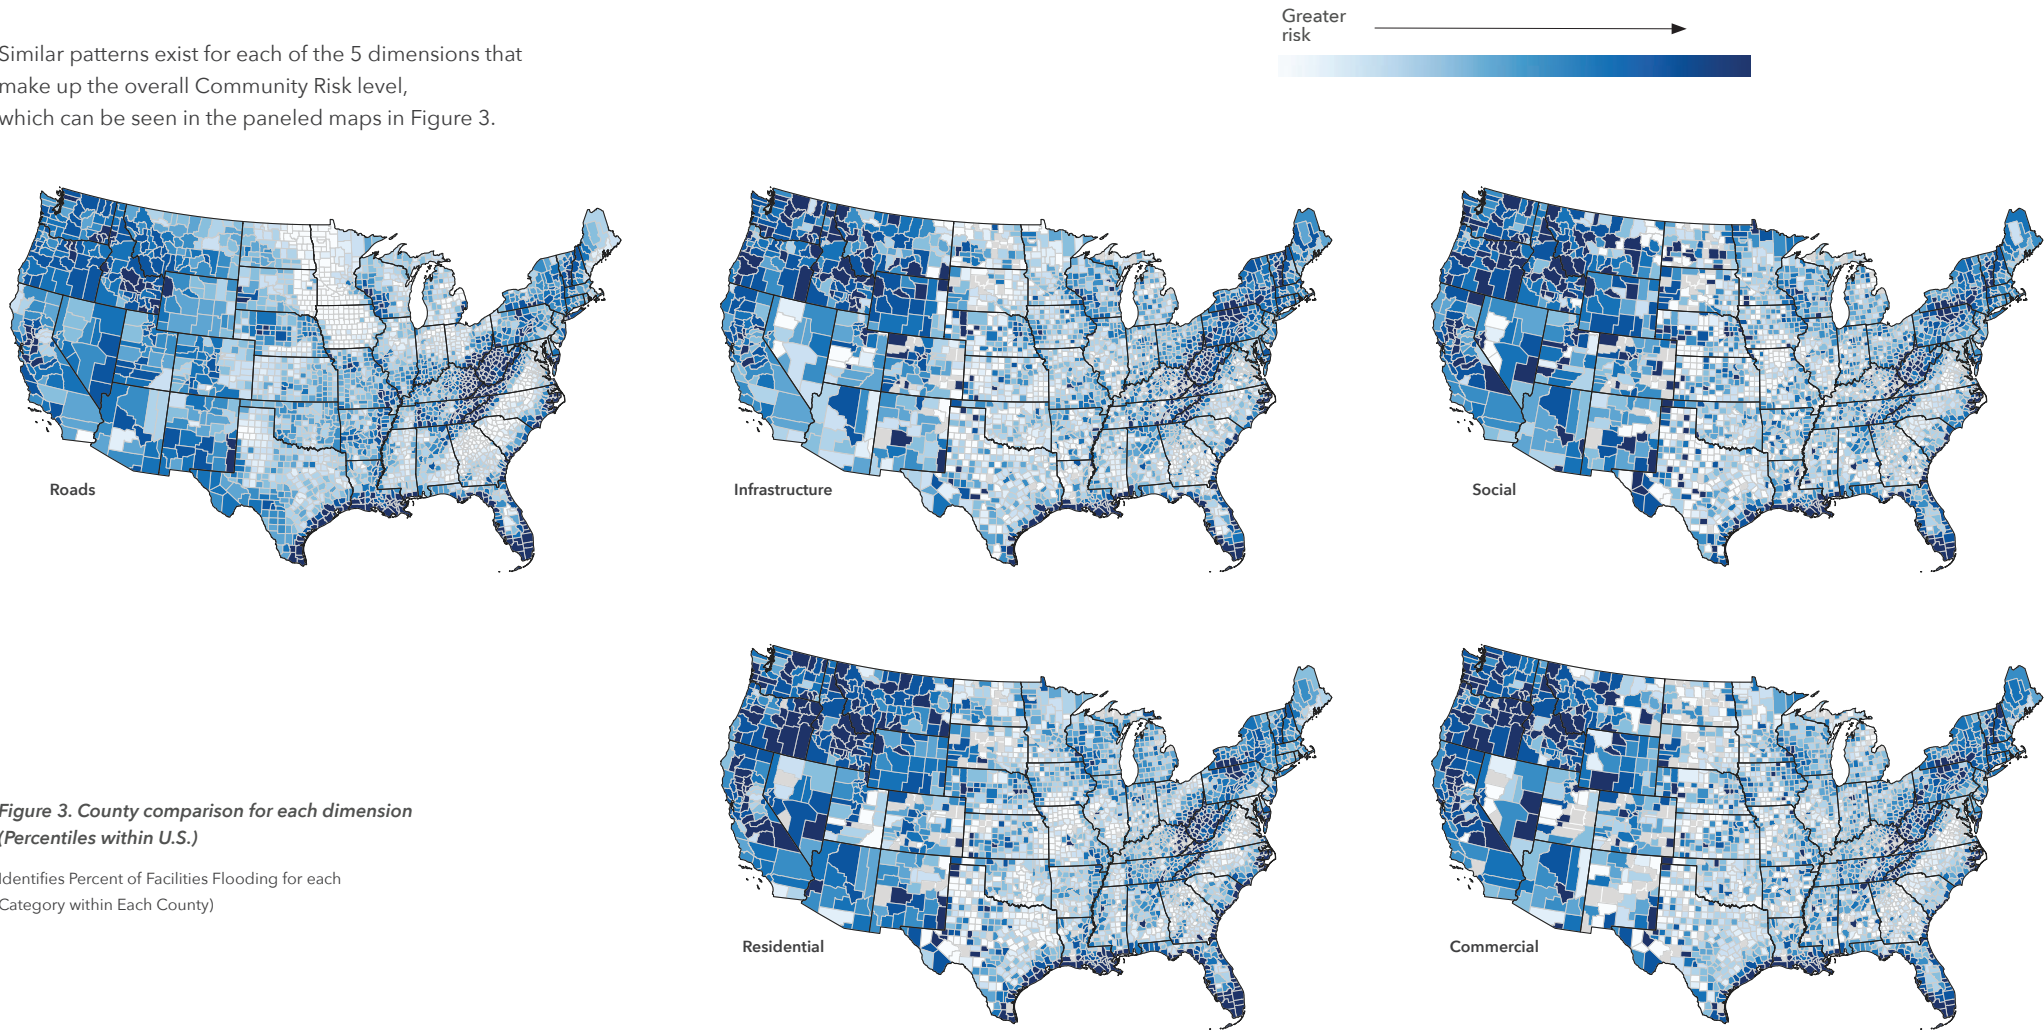 Similar patterns exist for each of the 5 dimensions that
make up the overall Community Risk level,
which can be seen in the paneled maps in Figure 3.
Greater
risk
Roads
Infrastructure
Social
Figure 3. County comparison for each dimension
(Percentiles within U.S.)
Identifies Percent of Facilities Flooding for each
Category within Each County)
Residential
Commercial